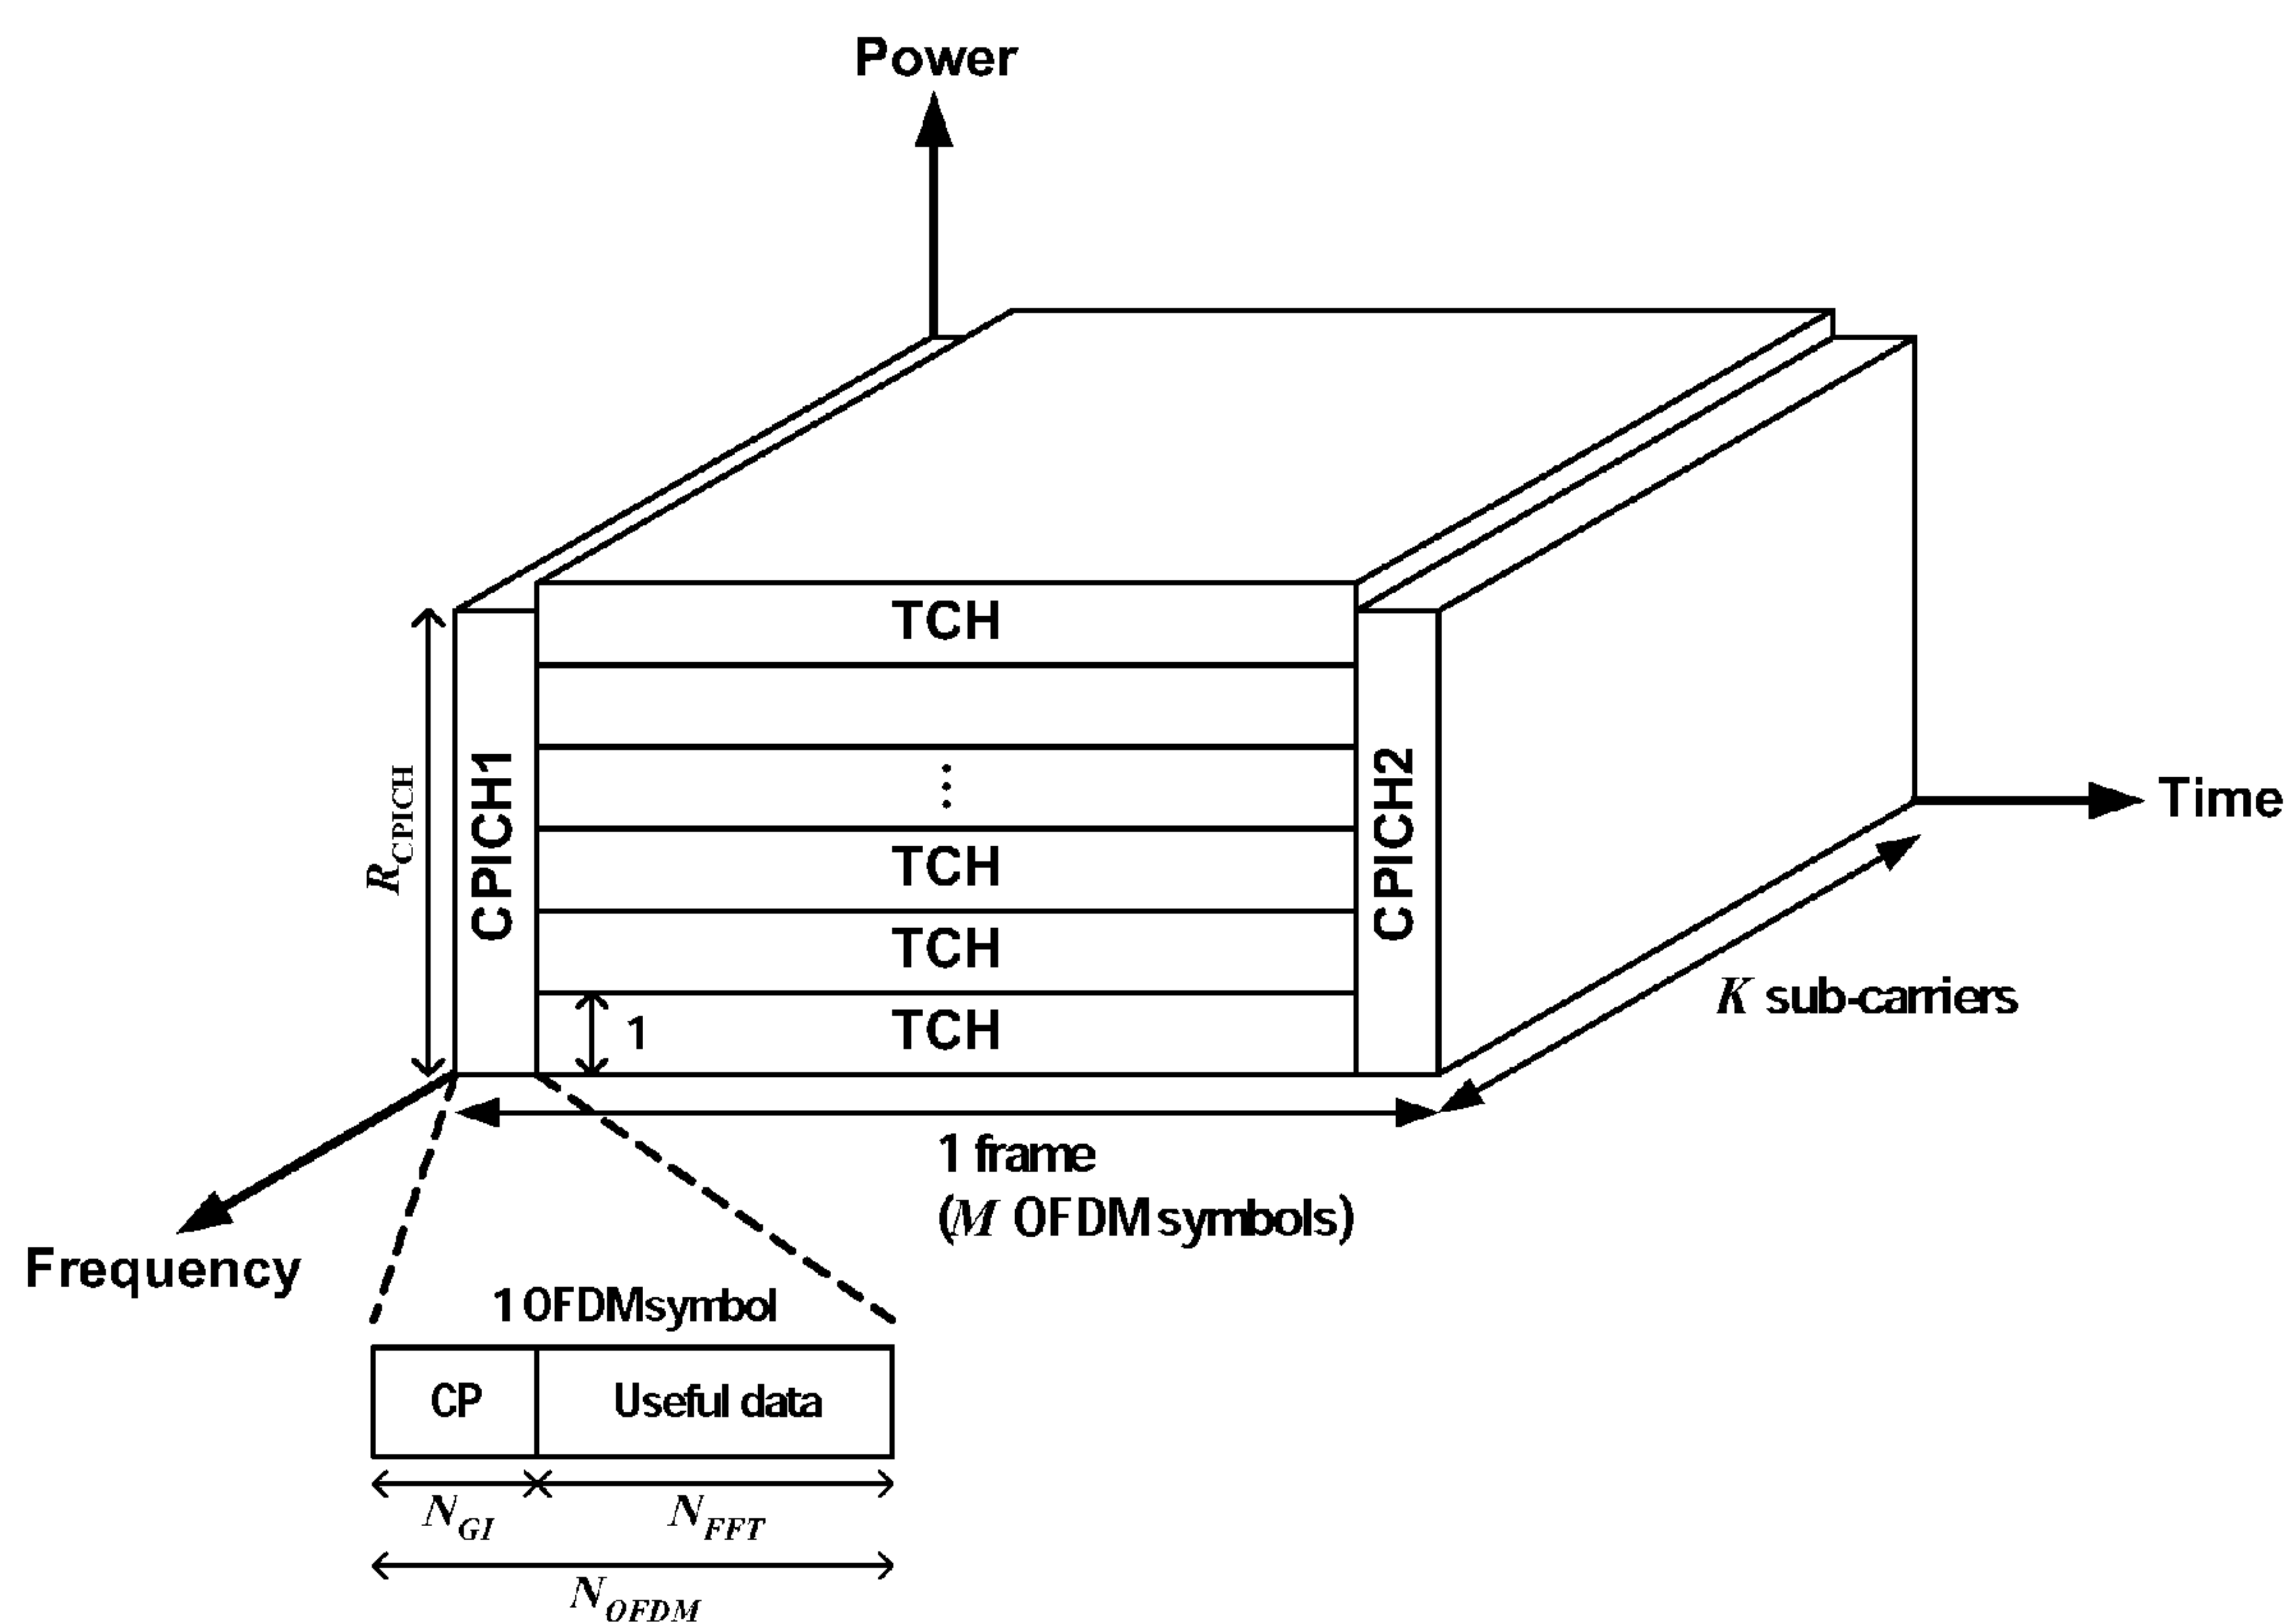 Power
TCH
CPICH1
R_CPICH
⋮
CPICH2
Time
TCH
TCH
1
TCH
K sub-carriers
1 frame
(M OFDM symbols)
Frequency
1 OFDM symbol
CP
Useful data
N_GI
N_FFT
N_OFDM